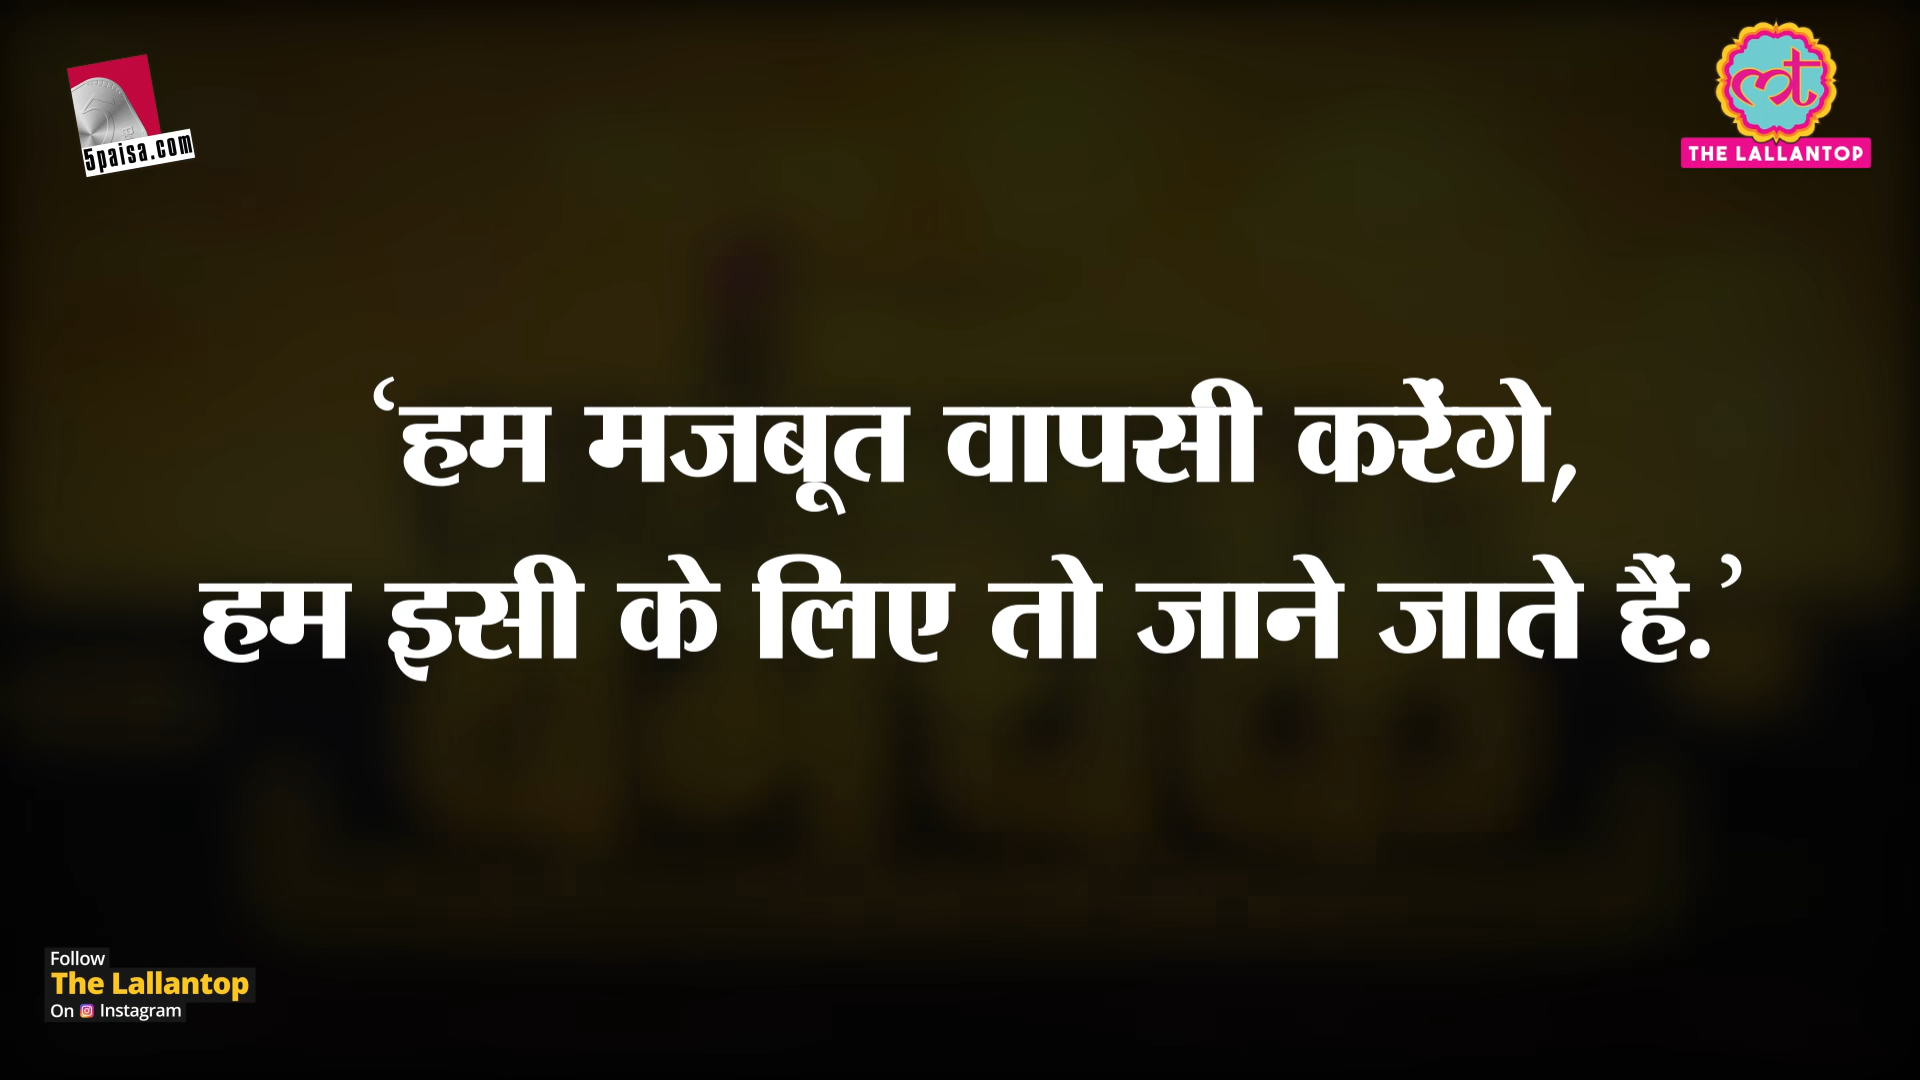 5paisa.com
THE LALLANTOP
‘हम मजबूत वापसी करेंगे,
हम इसी के लिए तो जाने जाते हैं.’
Follow
The Lallantop
On Instagram